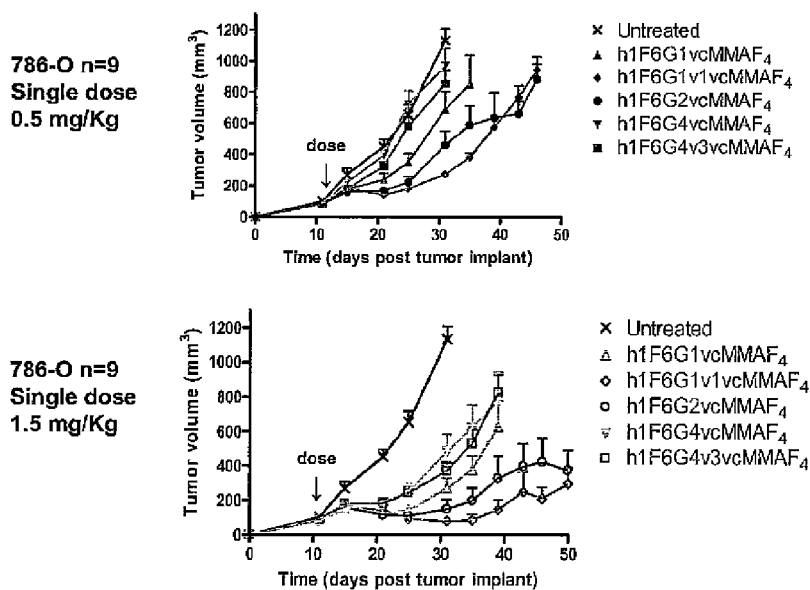 786-O n=9
Single dose
0.5 mg/Kg
Tumor volume (mm³)
1200
1000
800
600
400
200
0
dose
0 10 20 30 40 50
Time (days post tumor implant)
Untreated
h1F6G1vcMMAF₄
h1F6G1v1vcMMAF₄
h1F6G2vcMMAF₄
h1F6G4vcMMAF₄
h1F6G4v3vcMMAF₄
786-O n=9
Single dose
1.5 mg/Kg
Tumor volume (mm³)
1200
1000
800
600
400
200
0
dose
0 10 20 30 40 50
Time (days post tumor implant)
Untreated
h1F6G1vcMMAF₄
h1F6G1v1vcMMAF₄
h1F6G2vcMMAF₄
h1F6G4vcMMAF₄
h1F6G4v3vcMMAF₄